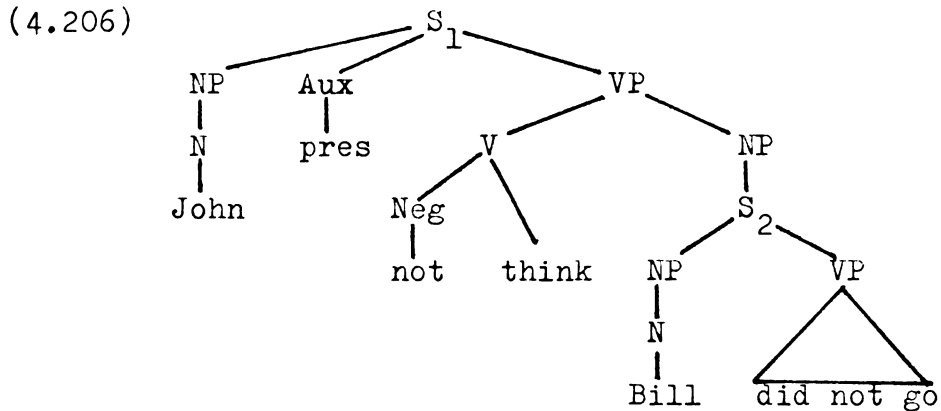 (4.206)
S1
NP Aux VP
N pres V NP
John Neg S2
not think NP VP
N
Bill did not go